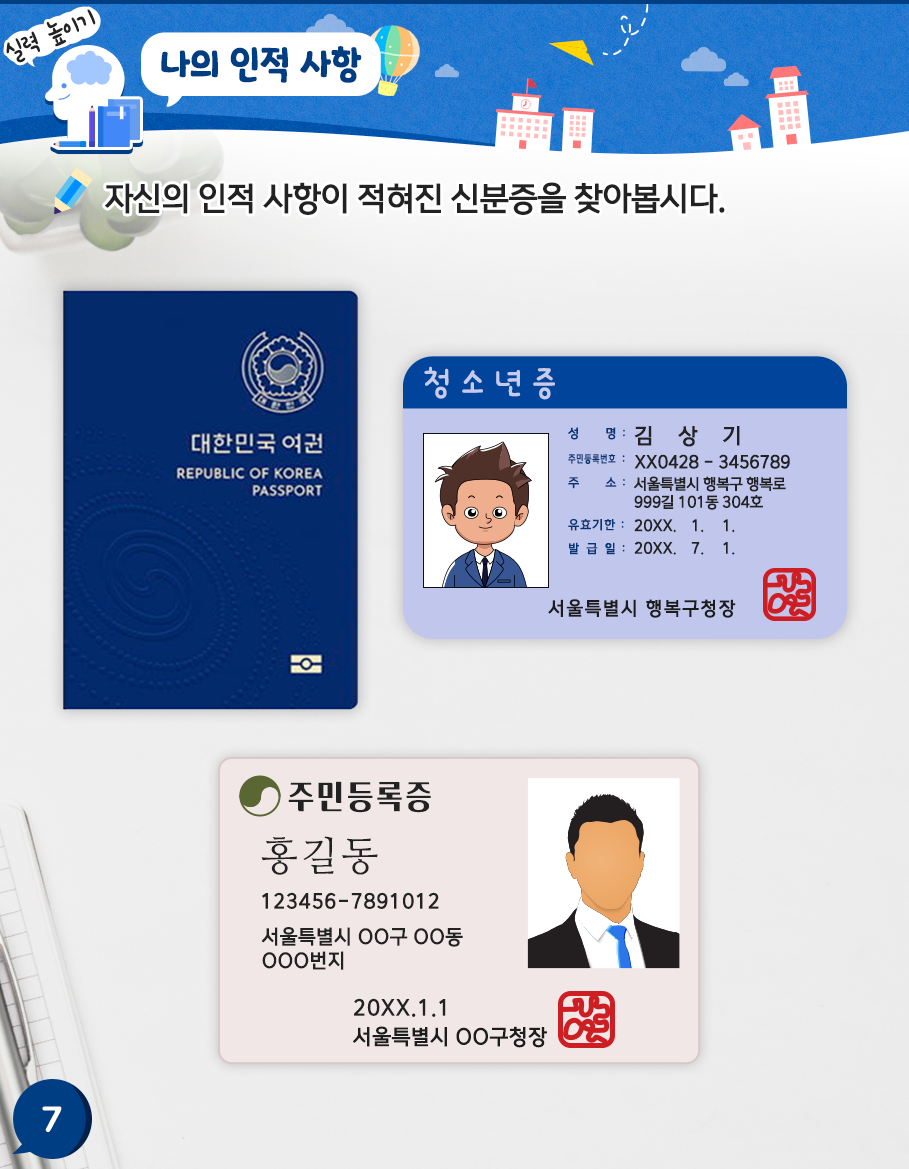 실력 높이기
나의 인적 사항
자신의 인적 사항이 적혀진 신분증을 찾아봅시다.
대한민국
대한민국 여권
REPUBLIC OF KOREA
PASSPORT
청소년증
성 명 : 김 상 기
주민등록번호 : XX0428 - 3456789
주 소 : 서울특별시 행복구 행복로
999길 101동 304호
유효기한 : 20XX. 1. 1.
발 급 일 : 20XX. 7. 1.
서울특별시 행복구청장
주민등록증
홍길동
123456-7891012
서울특별시 OO구 OO동
OOO번지
20XX.1.1
서울특별시 OO구청장
7